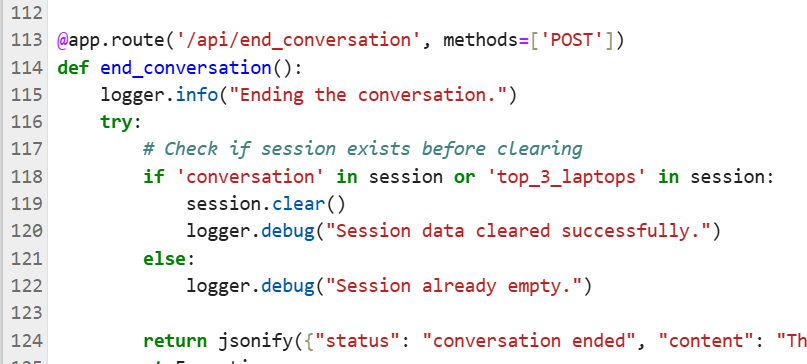 112
113 @app.route('/api/end_conversation', methods=['POST'])
114 def end_conversation():
115     logger.info("Ending the conversation.")
116     try:
117         # Check if session exists before clearing
118         if 'conversation' in session or 'top_3_laptops' in session:
119             session.clear()
120             logger.debug("Session data cleared successfully.")
121         else:
122             logger.debug("Session already empty.")
123
124         return jsonify({"status": "conversation ended", "content": "Th